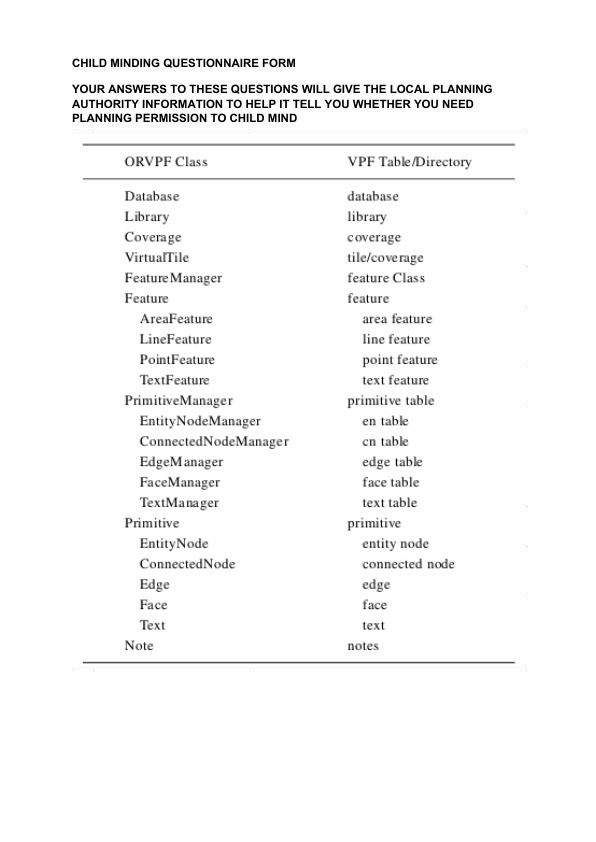 CHILD MINDING QUESTIONNAIRE FORM
YOUR ANSWERS TO THESE QUESTIONS WILL GIVE THE LOCAL PLANNING
AUTHORITY INFORMATION TO HELP IT TELL YOU WHETHER YOU NEED
PLANNING PERMISSION TO CHILD MIND
ORVPF Class VPF Table/Directory
Database database
Library library
Coverage coverage
VirtualTile tile/coverage
FeatureManager feature Class
Feature feature
AreaFeature area feature
LineFeature line feature
PointFeature point feature
TextFeature text feature
PrimitiveManager primitive table
EntityNodeManager en table
ConnectedNodeManager cn table
EdgeManager edge table
FaceManager face table
TextManager text table
Primitive primitive
EntityNode entity node
ConnectedNode connected node
Edge edge
Face face
Text text
Note notes